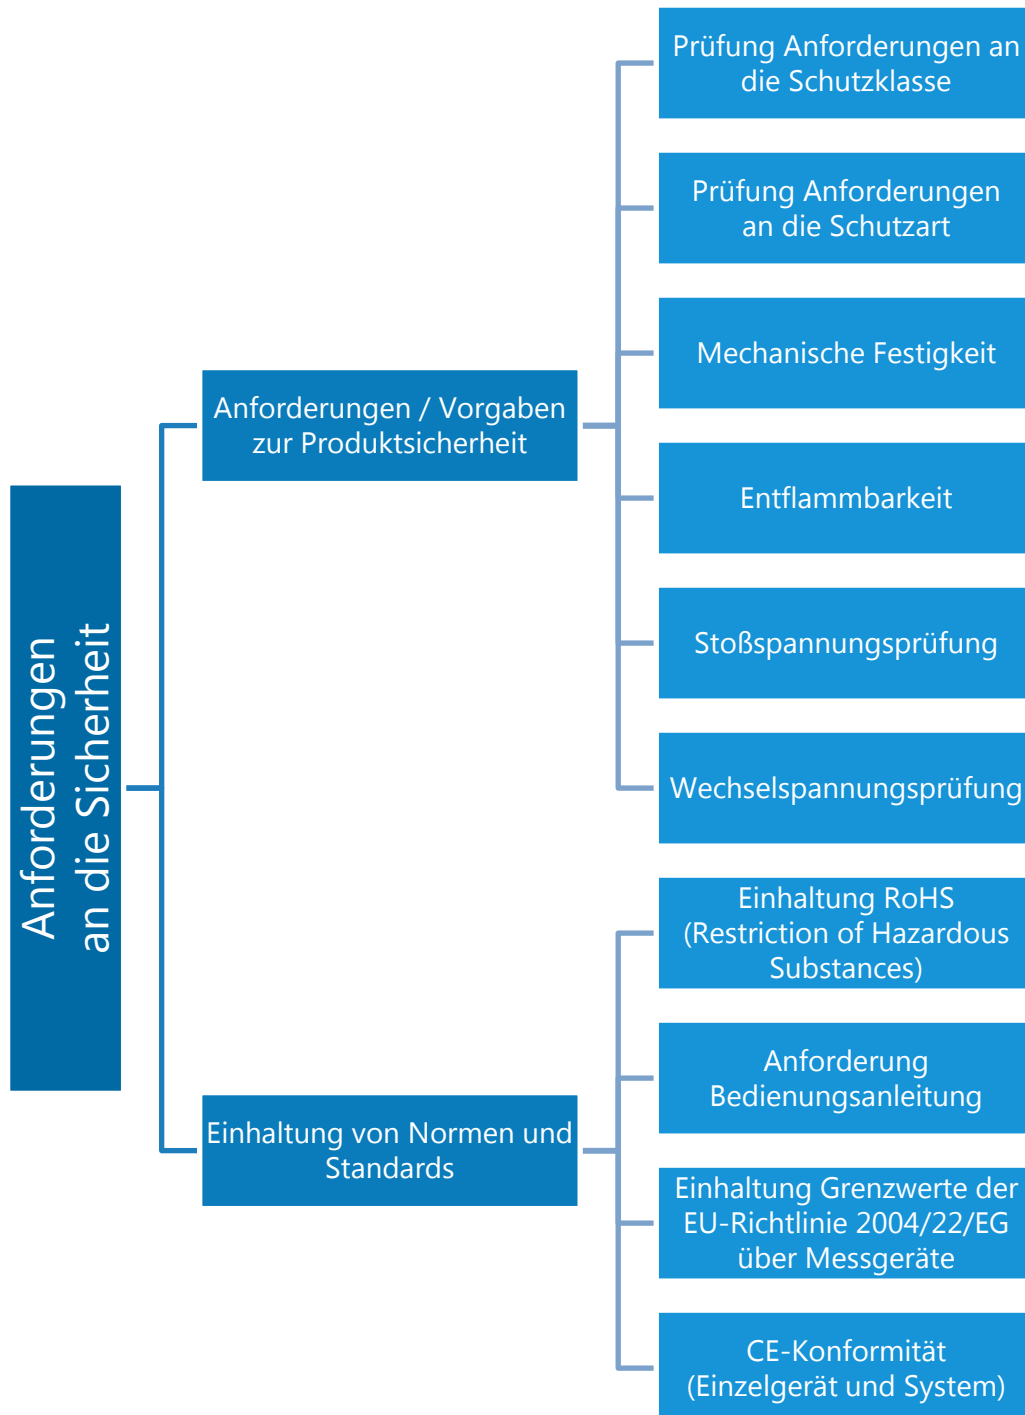 Anforderungen
an die Sicherheit
Anforderungen / Vorgaben
zur Produktsicherheit
Prüfung Anforderungen an
die Schutzklasse
Prüfung Anforderungen
an die Schutzart
Mechanische Festigkeit
Entflammbarkeit
Stoßspannungsprüfung
Wechselspannungsprüfung
Einhaltung von Normen und
Standards
Einhaltung RoHS
(Restriction of Hazardous
Substances)
Anforderung
Bedienungsanleitung
Einhaltung Grenzwerte der
EU-Richtlinie 2004/22/EG
über Messgeräte
CE-Konformität
(Einzelgerät und System)